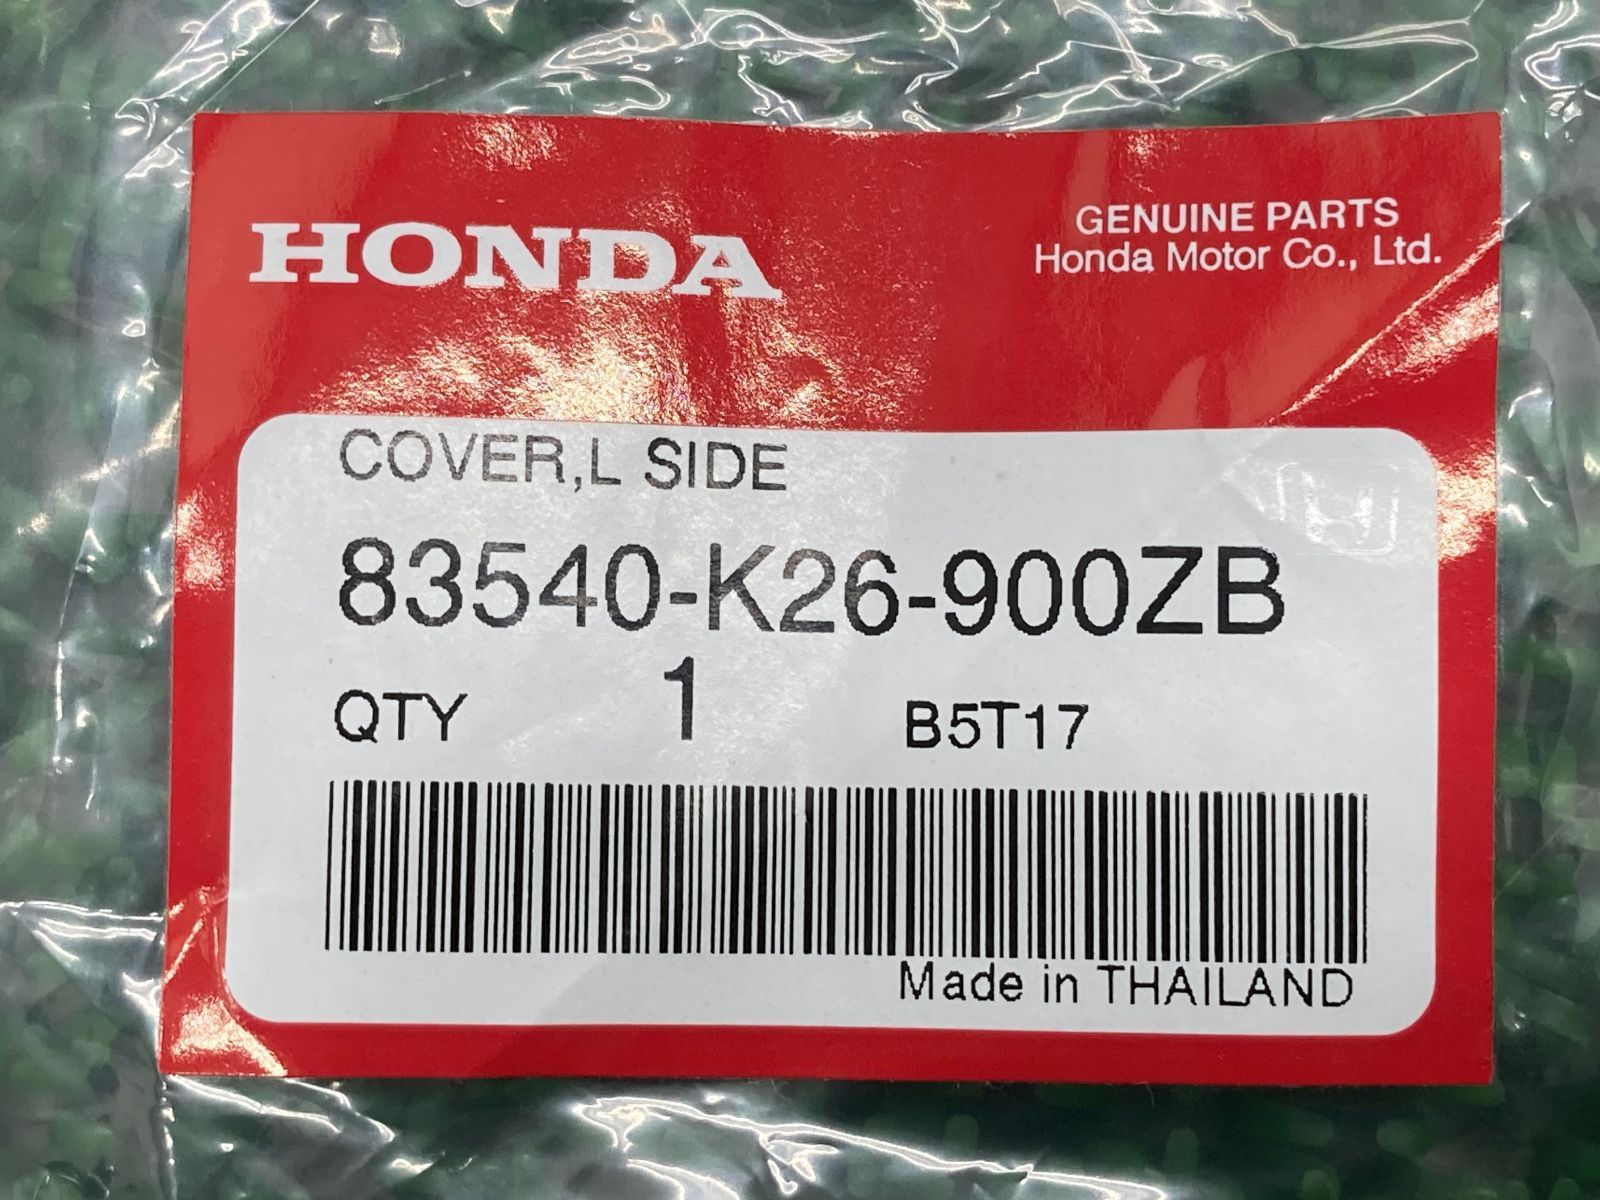 HONDA
GENUINE PARTS
Honda Motor Co., Ltd.
COVER,L SIDE
83540-K26-900ZB
QTY 1 B5T17
Made in THAILAND